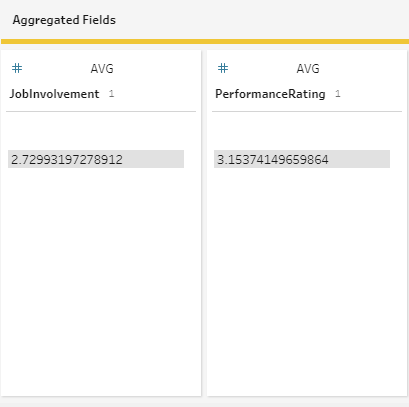 Aggregated Fields
# AVG
JobInvolvement 1
2.72993197278912
# AVG
PerformanceRating 1
3.15374149659864